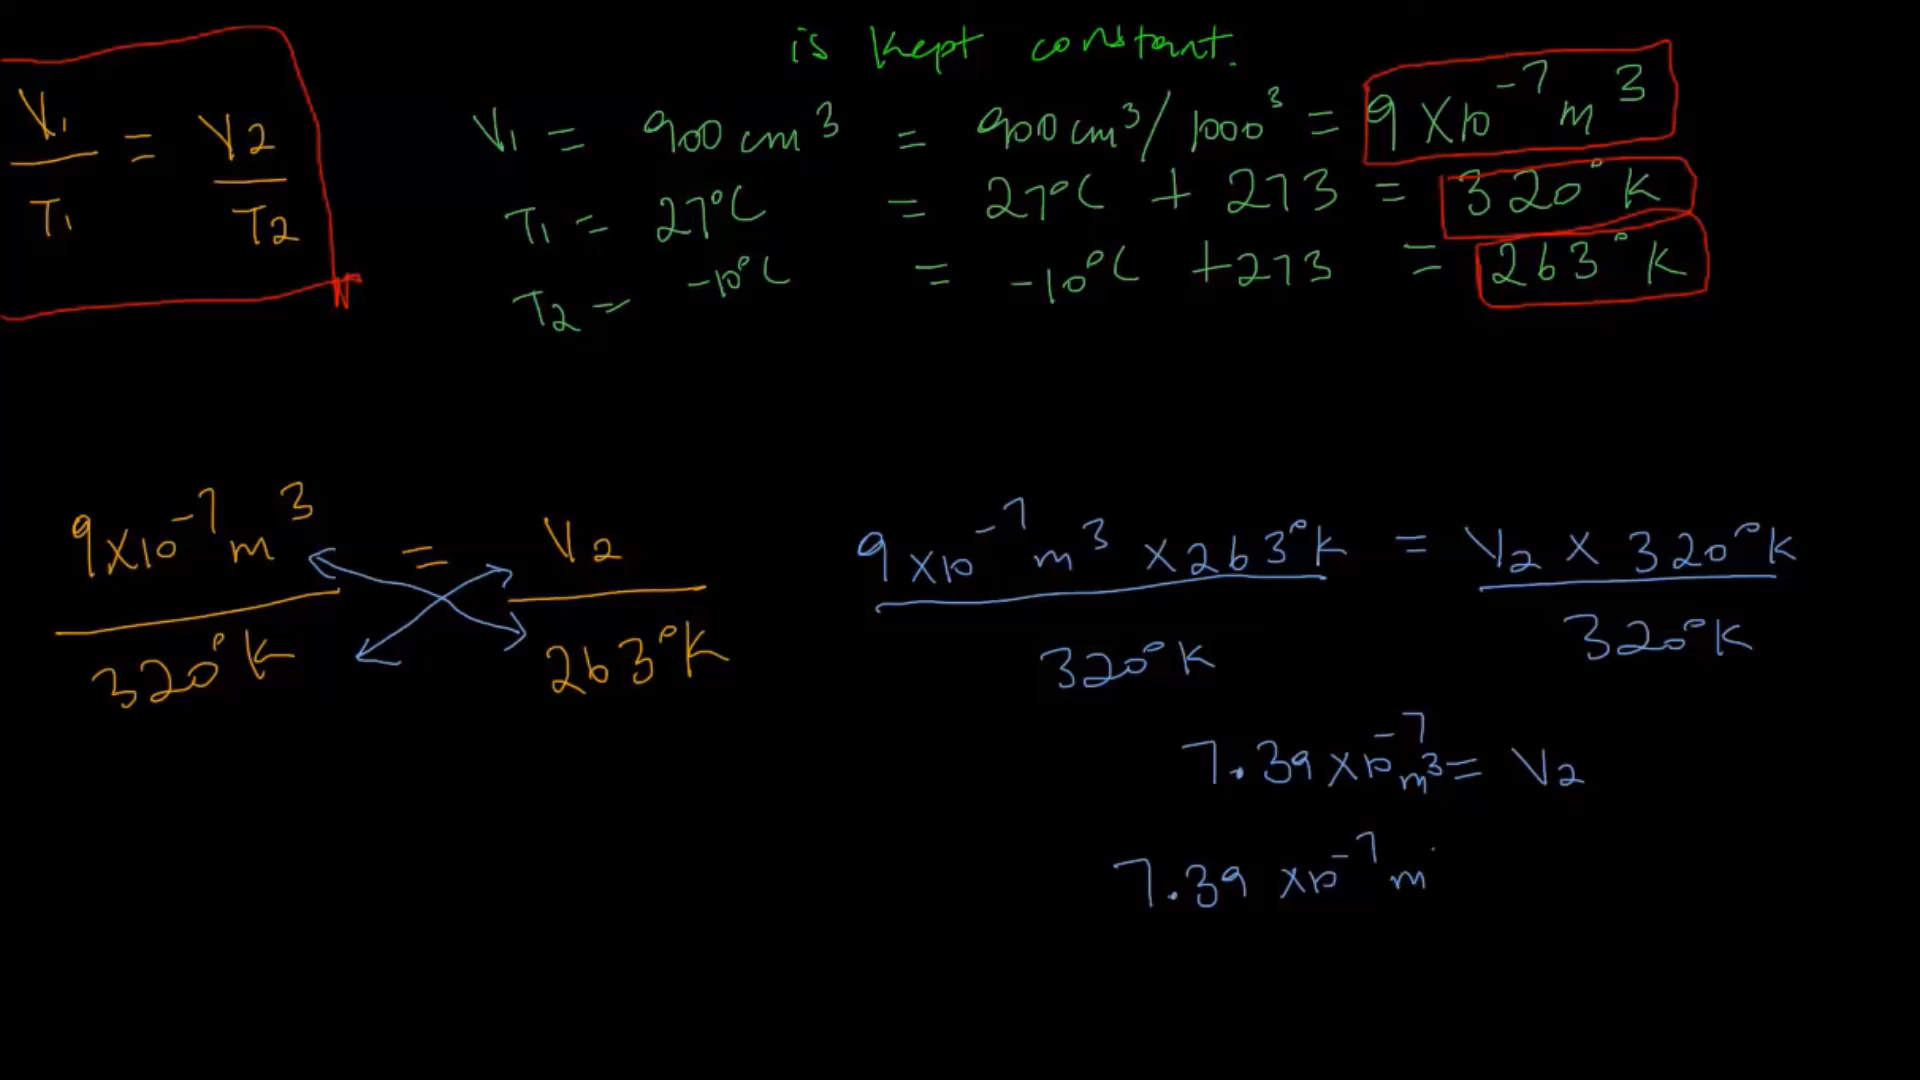 is kept constant.
V1/T1 = V2/T2
V1 = 900 cm³ = 900 cm³/1000³ = 9 X10⁻⁷ m³
T1 = 27°C = 27°C + 273 = 320°K
T2 = -10°C = -10°C +273 = 263°K
9x10⁻⁷ m³/320°K = V2/263°K
9 x10⁻⁷ m³ x 263°K/320°K = V2 x 320°K/320°K
7.39 x10⁻⁷ m³ = V2
7.39 x10⁻⁷ m